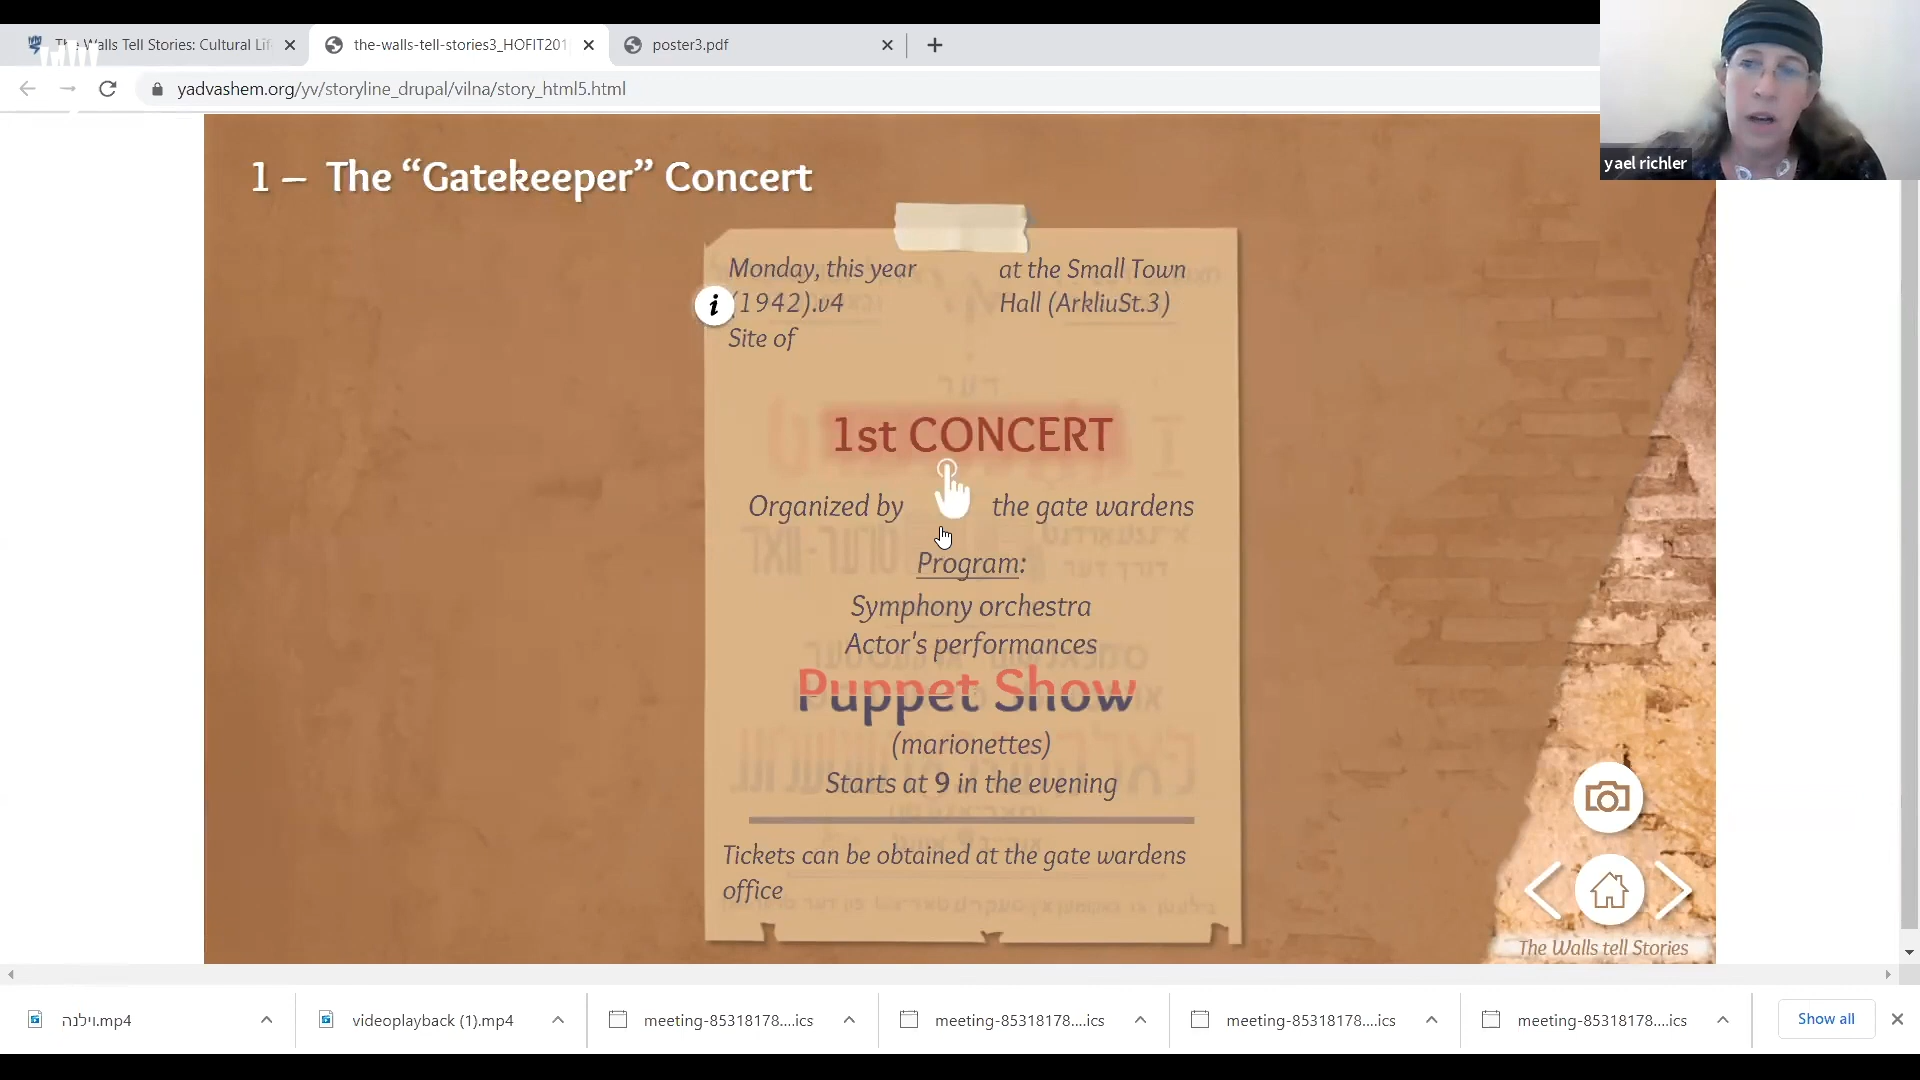 The Walls Tell Stories: Cultural Lif
the-walls-tell-stories3_HOFIT201
poster3.pdf
yadvashem.org/yv/storyline_drupal/vilna/story_html5.html
yael richler
1 – The “Gatekeeper” Concert
Monday, this year
(1942).v4
Site of
at the Small Town
Hall (ArkliuSt.3)
i
1st CONCERT
Organized by the gate wardens
Program:
Symphony orchestra
Actor's performances
Puppet Show
(marionettes)
Starts at 9 in the evening
Tickets can be obtained at the gate wardens
office
The Walls tell Stories
וילנה.mp4
videoplayback (1).mp4
meeting-85318178....ics
meeting-85318178....ics
meeting-85318178....ics
meeting-85318178....ics
Show all